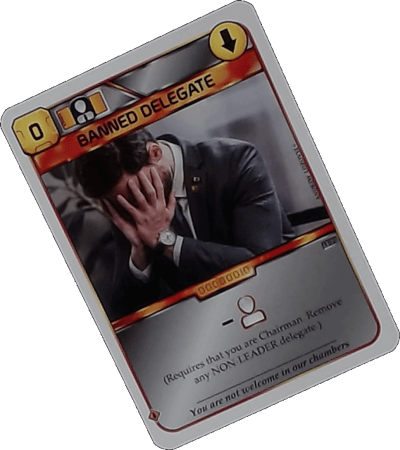 0
BANNED DELEGATE
(Requires that you are Chairman. Remove
any NON-LEADER delegate.)
You are not welcome in our chambers